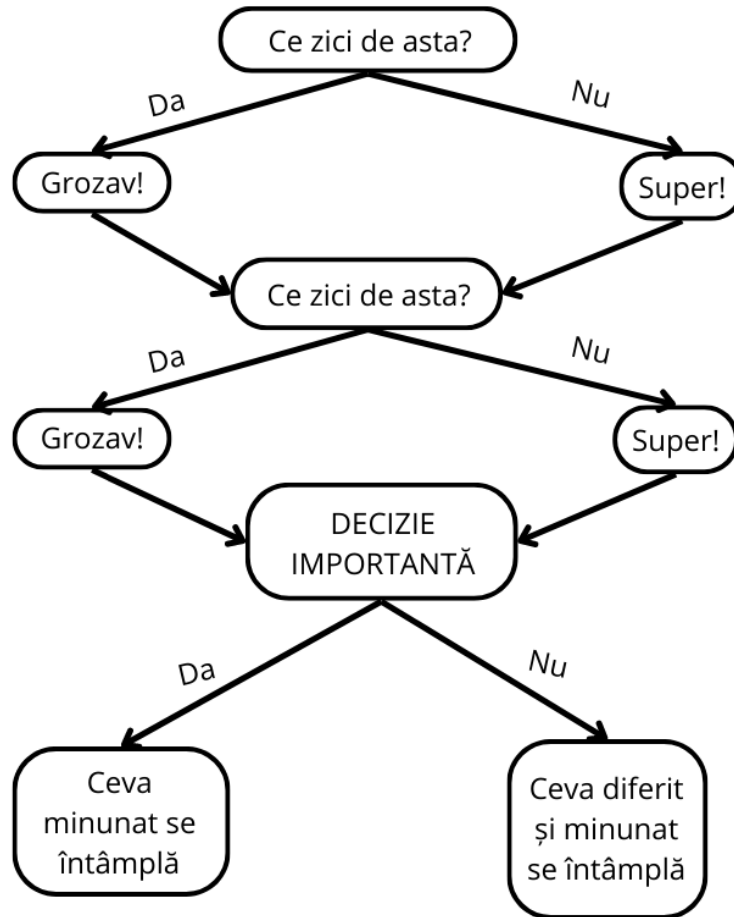 Ce zici de asta?
Da
Nu
Grozav!
Super!
Ce zici de asta?
Da
Nu
Grozav!
Super!
DECIZIE
IMPORTANTĂ
Da
Nu
Ceva
minunat se
întâmplă
Ceva diferit
și minunat
se întâmplă